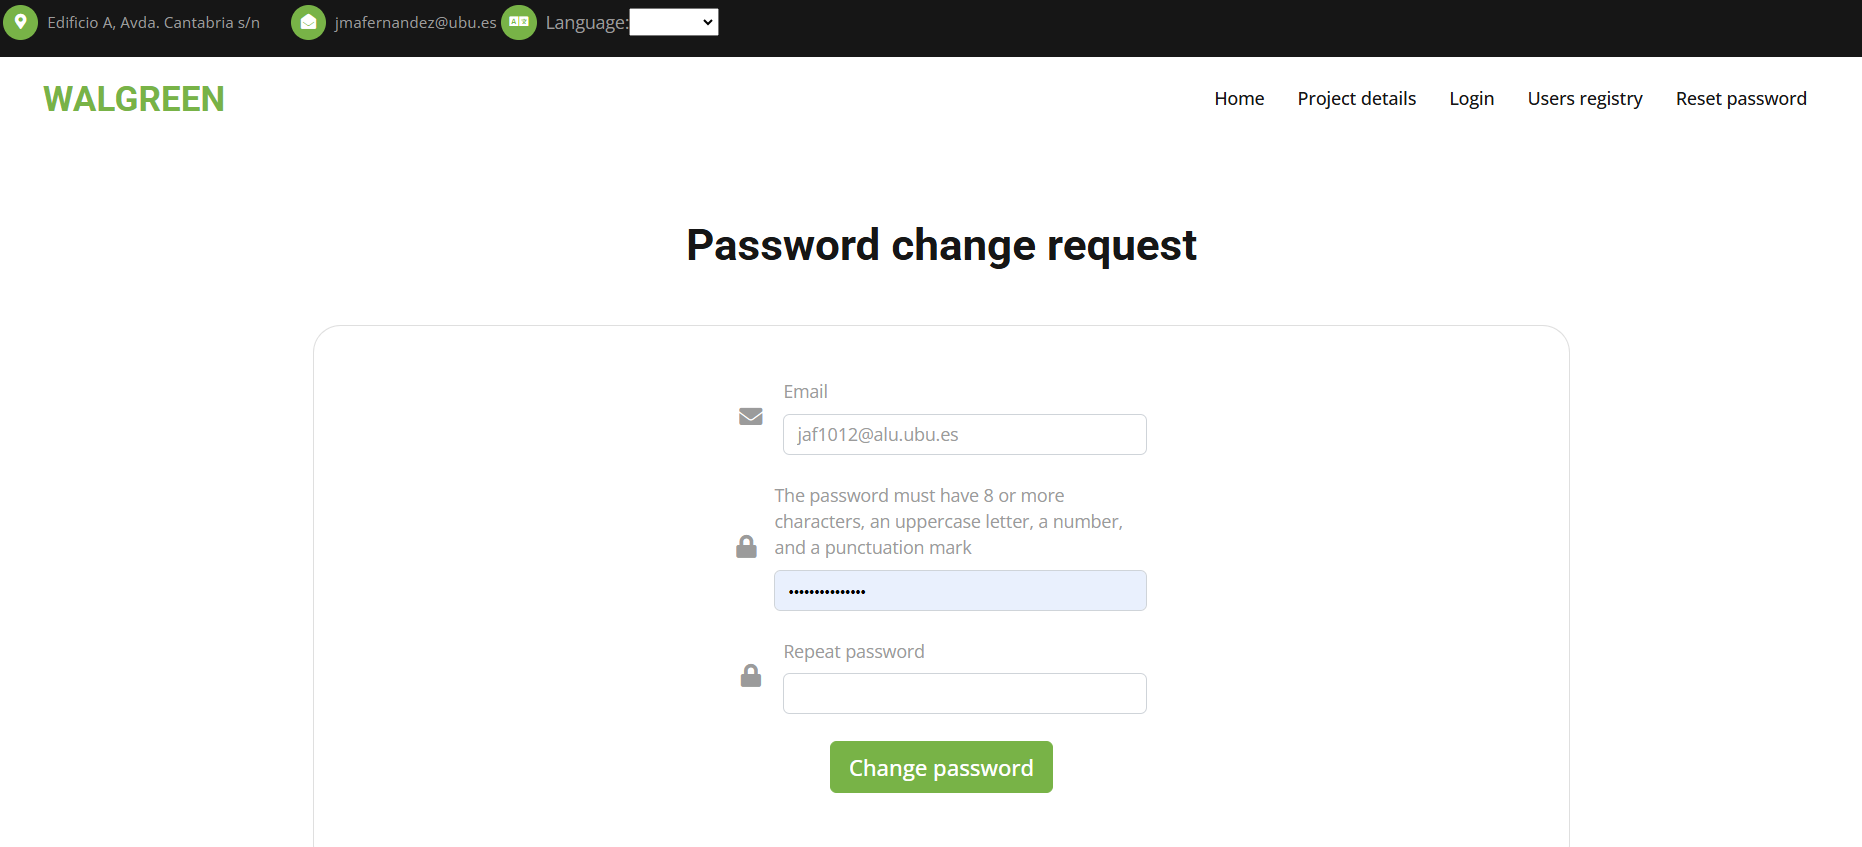 Edificio A, Avda. Cantabria s/n jmafernandez@ubu.es Language:
WALGREEN Home Project details Login Users registry Reset password
Password change request
Email
jaf1012@alu.ubu.es
The password must have 8 or more
characters, an uppercase letter, a number,
and a punctuation mark
•••••••••••••••
Repeat password
Change password